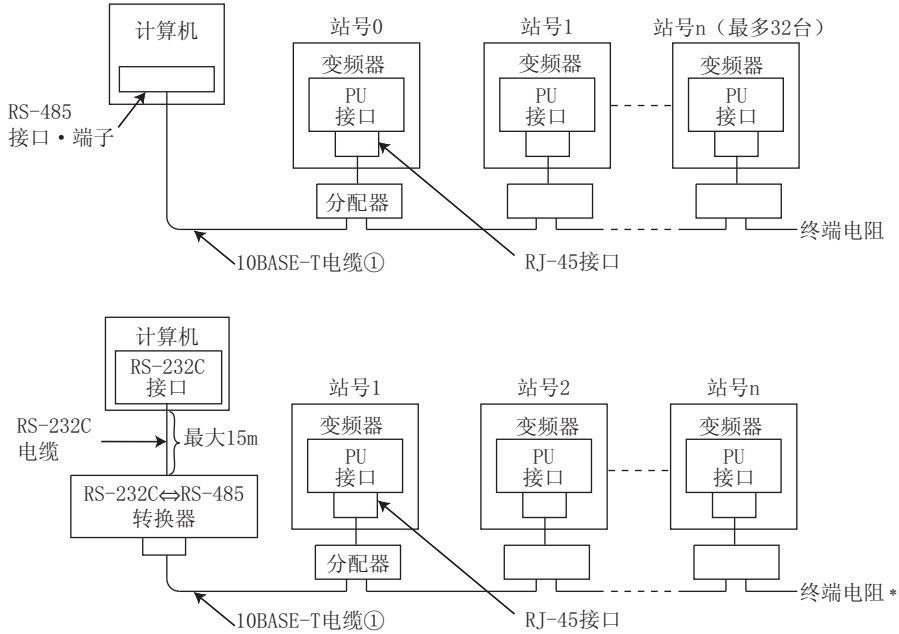 计算机
站号0
站号1
站号n（最多32台）
变频器
变频器
变频器
PU
接口
PU
接口
PU
接口
RS-485
接口·端子
分配器
终端电阻
10BASE-T电缆①
RJ-45接口
计算机
RS-232C
接口
站号1
站号2
站号n
变频器
变频器
变频器
RS-232C
电缆
最大15m
PU
接口
PU
接口
PU
接口
RS-232C⇔RS-485
转换器
分配器
终端电阻*
10BASE-T电缆①
RJ-45接口